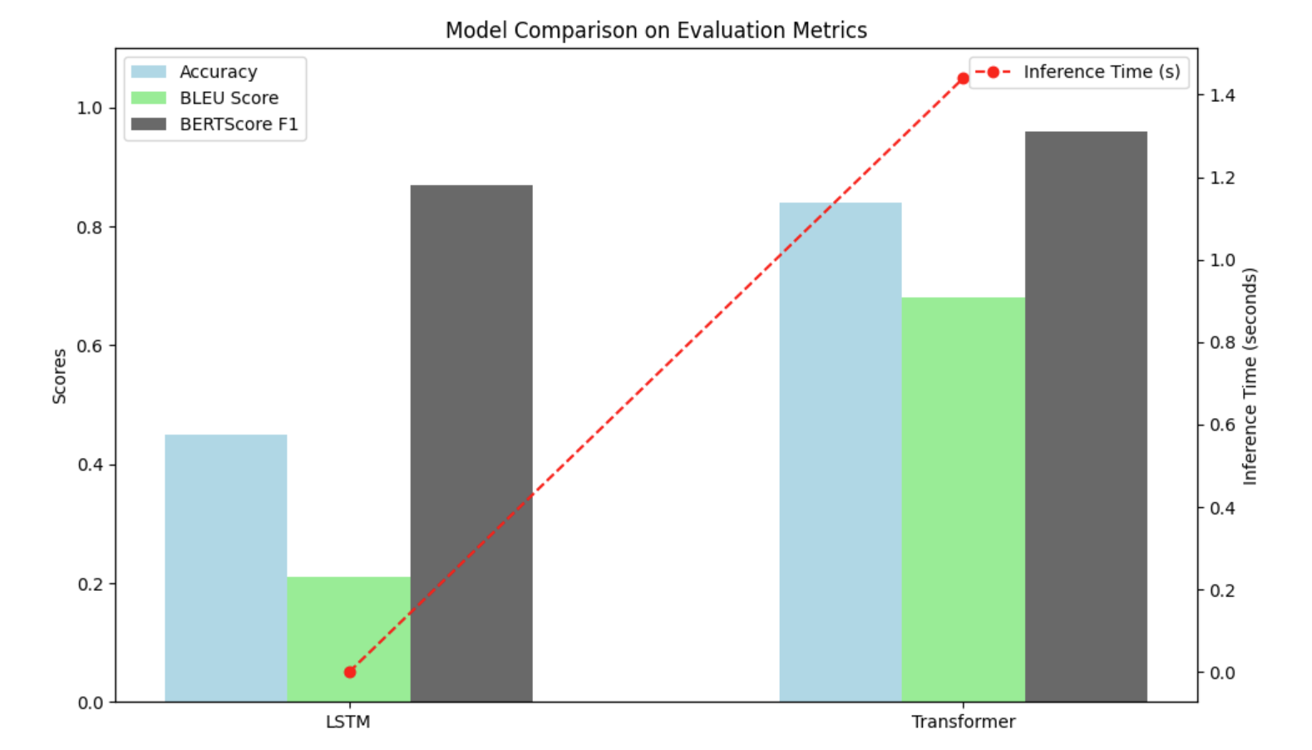 Model Comparison on Evaluation Metrics
Accuracy
BLEU Score
BERTScore F1
Inference Time (s)
Scores
1.0
0.8
0.6
0.4
0.2
0.0
Inference Time (seconds)
1.4
1.2
1.0
0.8
0.6
0.4
0.2
0.0
LSTM
Transformer